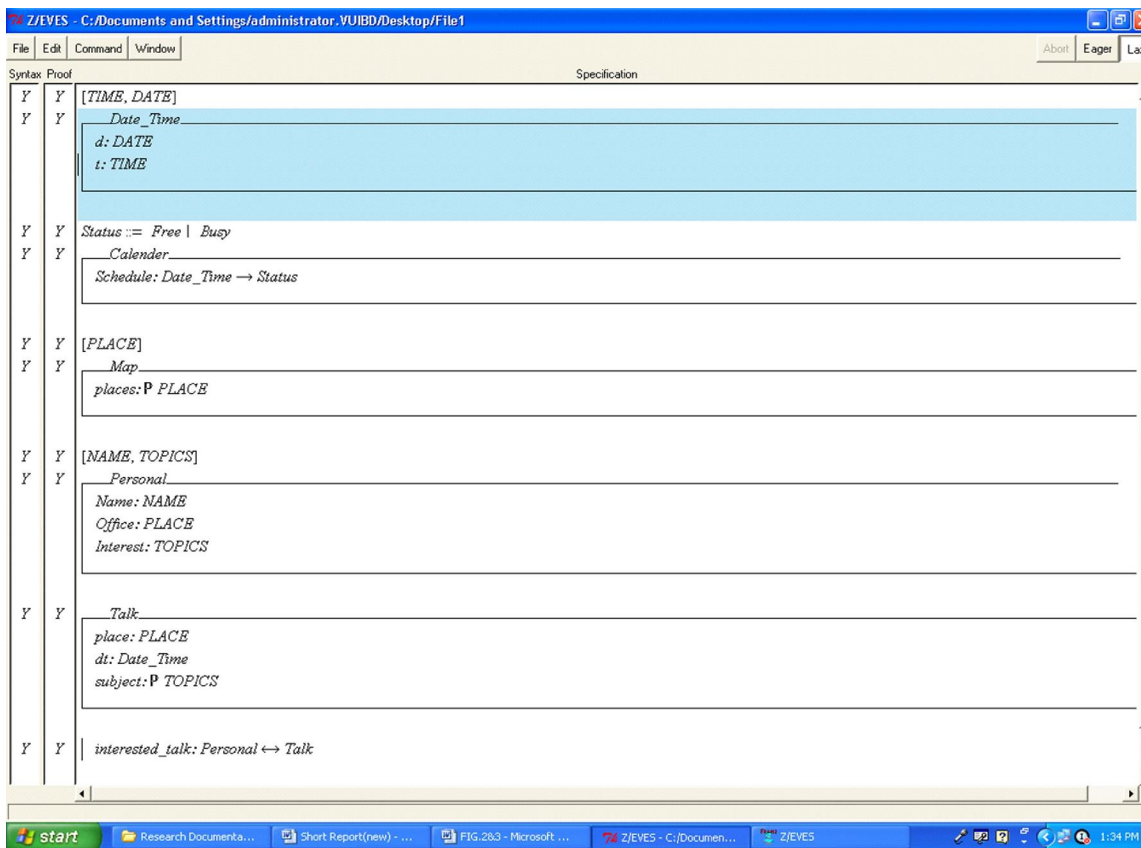 Z/EVES - C:/Documents and Settings/administrator.VUIBD/Desktop/File1
File Edit Command Window Abort Eager La
Syntax Proof Specification
Y Y [TIME, DATE]
Y Y Date_Time
d: DATE
t: TIME
Y Y Status ::= Free | Busy
Y Y Calender
Schedule: Date_Time → Status
Y Y [PLACE]
Y Y Map
places: P PLACE
Y Y [NAME, TOPICS]
Y Y Personal
Name: NAME
Office: PLACE
Interest: TOPICS
Y Y Talk
place: PLACE
dt: Date_Time
subject: P TOPICS
Y Y interested_talk: Personal ↔ Talk
start Research Documenta... Short Report(new) - ... FIG.2&3 - Microsoft ... Z/EVES - C:/Documen... Z/EVES 1:34 PM